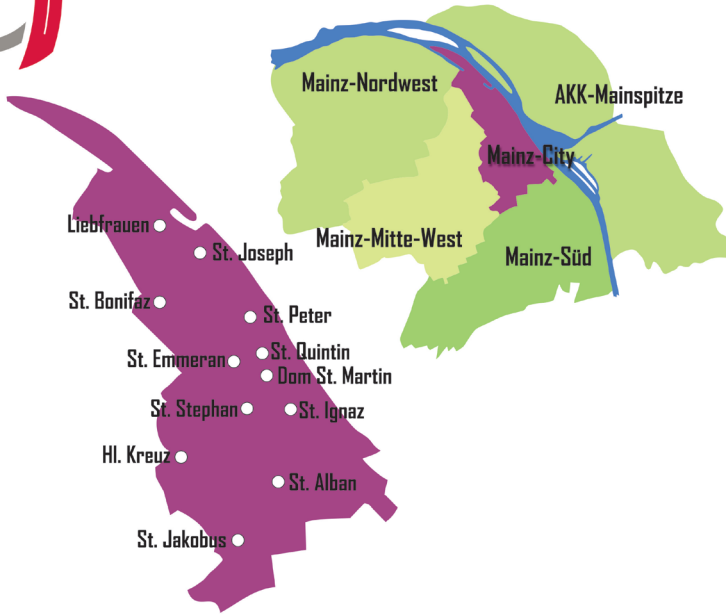 Mainz-Nordwest
AKK-Mainspitze
Mainz-City
Mainz-Mitte-West
Mainz-Süd
Liebfrauen
St. Joseph
St. Bonifaz
St. Peter
St. Quintin
St. Emmeran
Dom St. Martin
St. Stephan
St. Ignaz
Hl. Kreuz
St. Alban
St. Jakobus